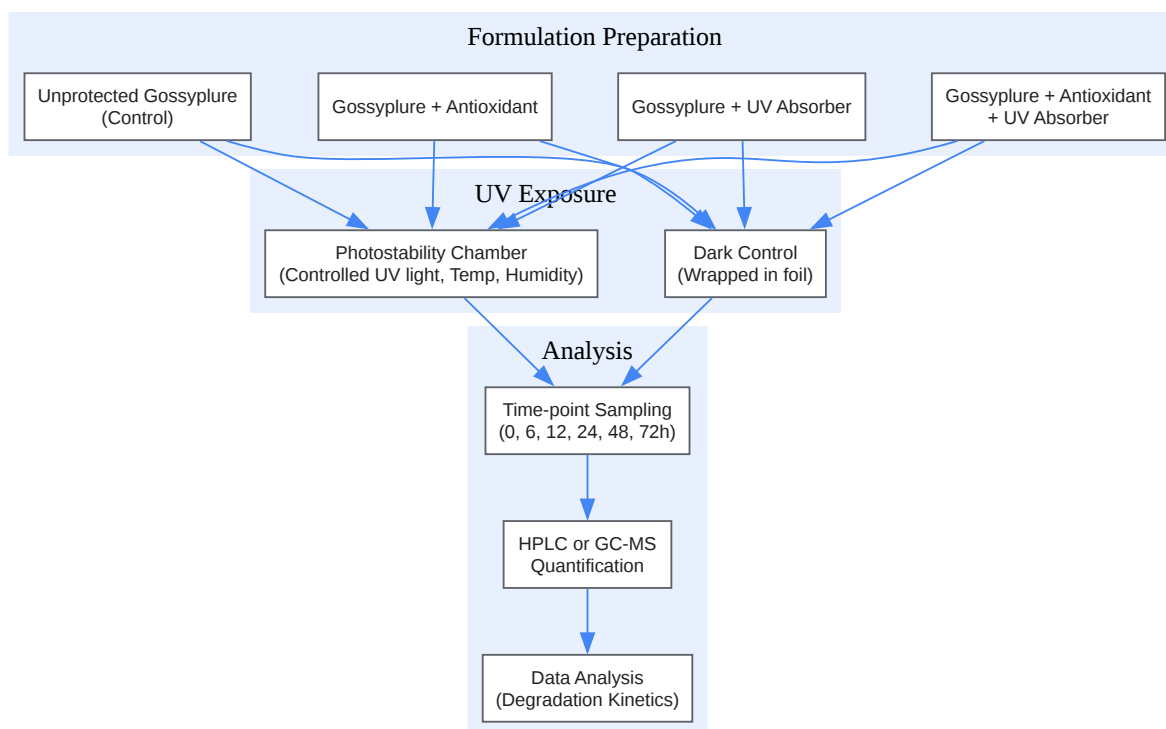 Formulation Preparation
Unprotected Gossyplure
(Control)
Gossyplure + Antioxidant
Gossyplure + UV Absorber
Gossyplure + Antioxidant
+ UV Absorber
UV Exposure
Photostability Chamber
(Controlled UV light, Temp, Humidity)
Dark Control
(Wrapped in foil)
Analysis
Time-point Sampling
(0, 6, 12, 24, 48, 72h)
HPLC or GC-MS
Quantification
Data Analysis
(Degradation Kinetics)